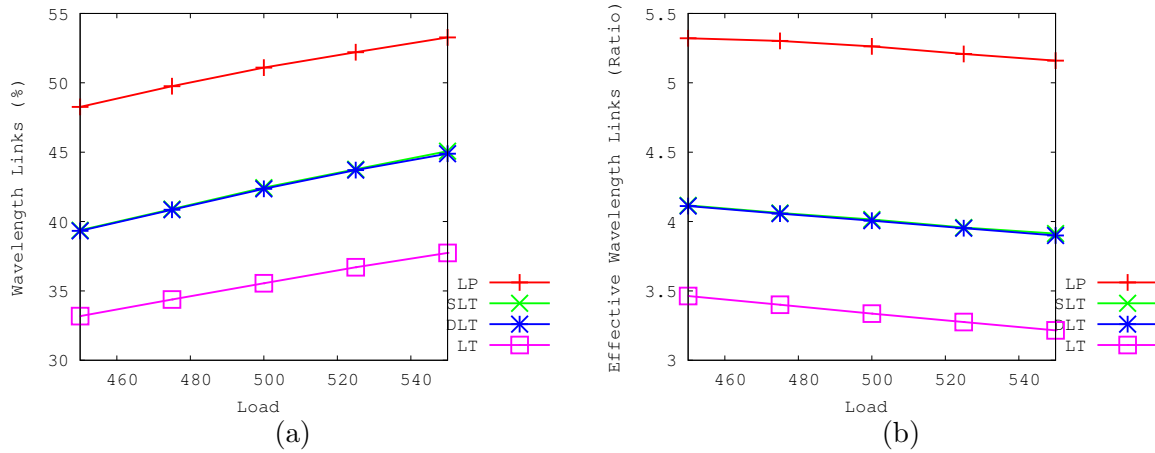 Wavelength Links (%)
55
50
45
40
35
30
460 480 500 520 540
Load
LP
SLT
DLT
LT
(a)
Effective Wavelength Links (Ratio)
5.5
5
4.5
4
3.5
3
460 480 500 520 540
Load
LP
SLT
DLT
LT
(b)